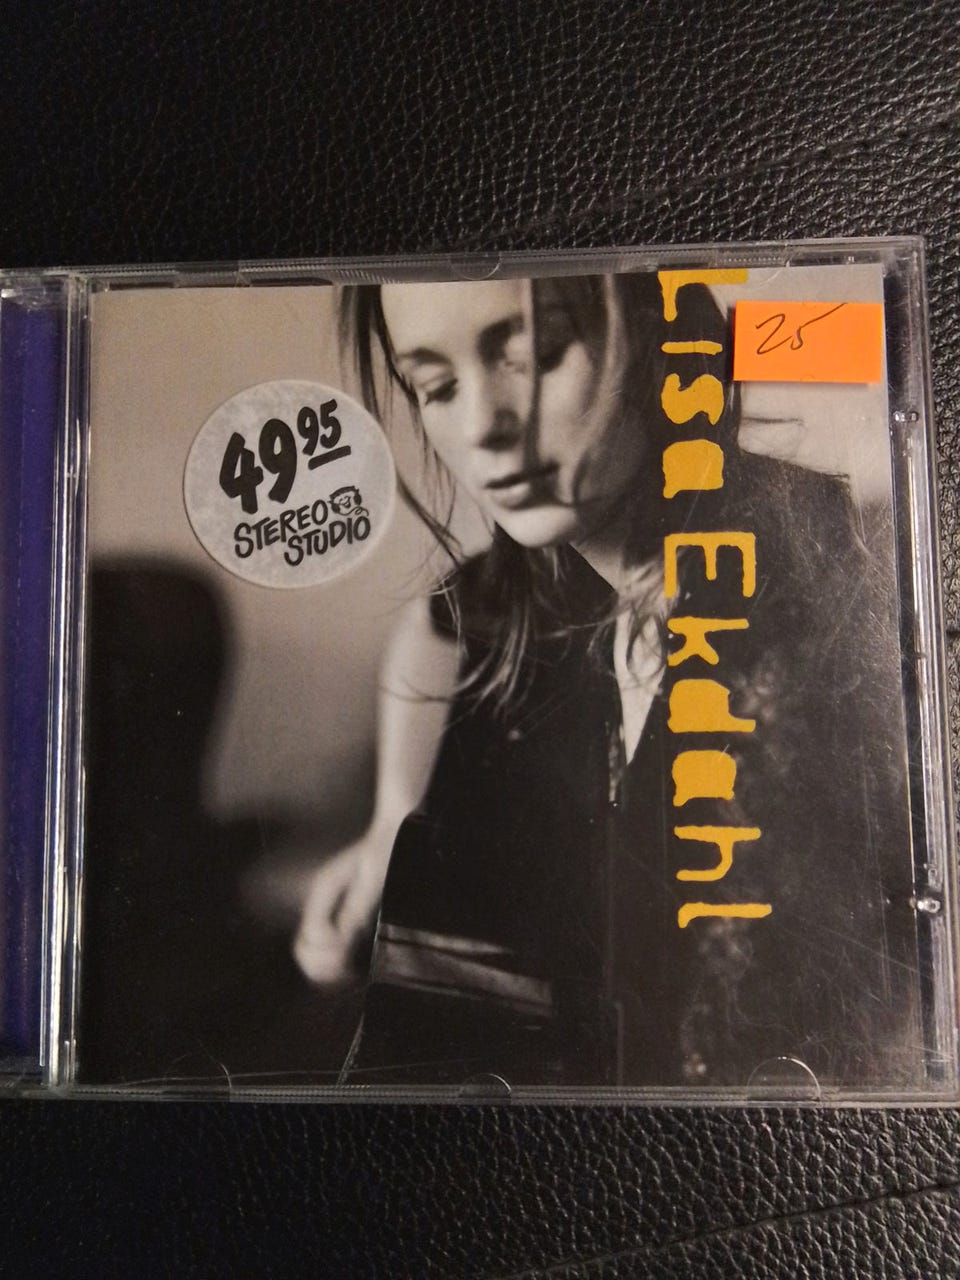 Lisa Ekdahl
25
49 95
STEREO
STUDIO